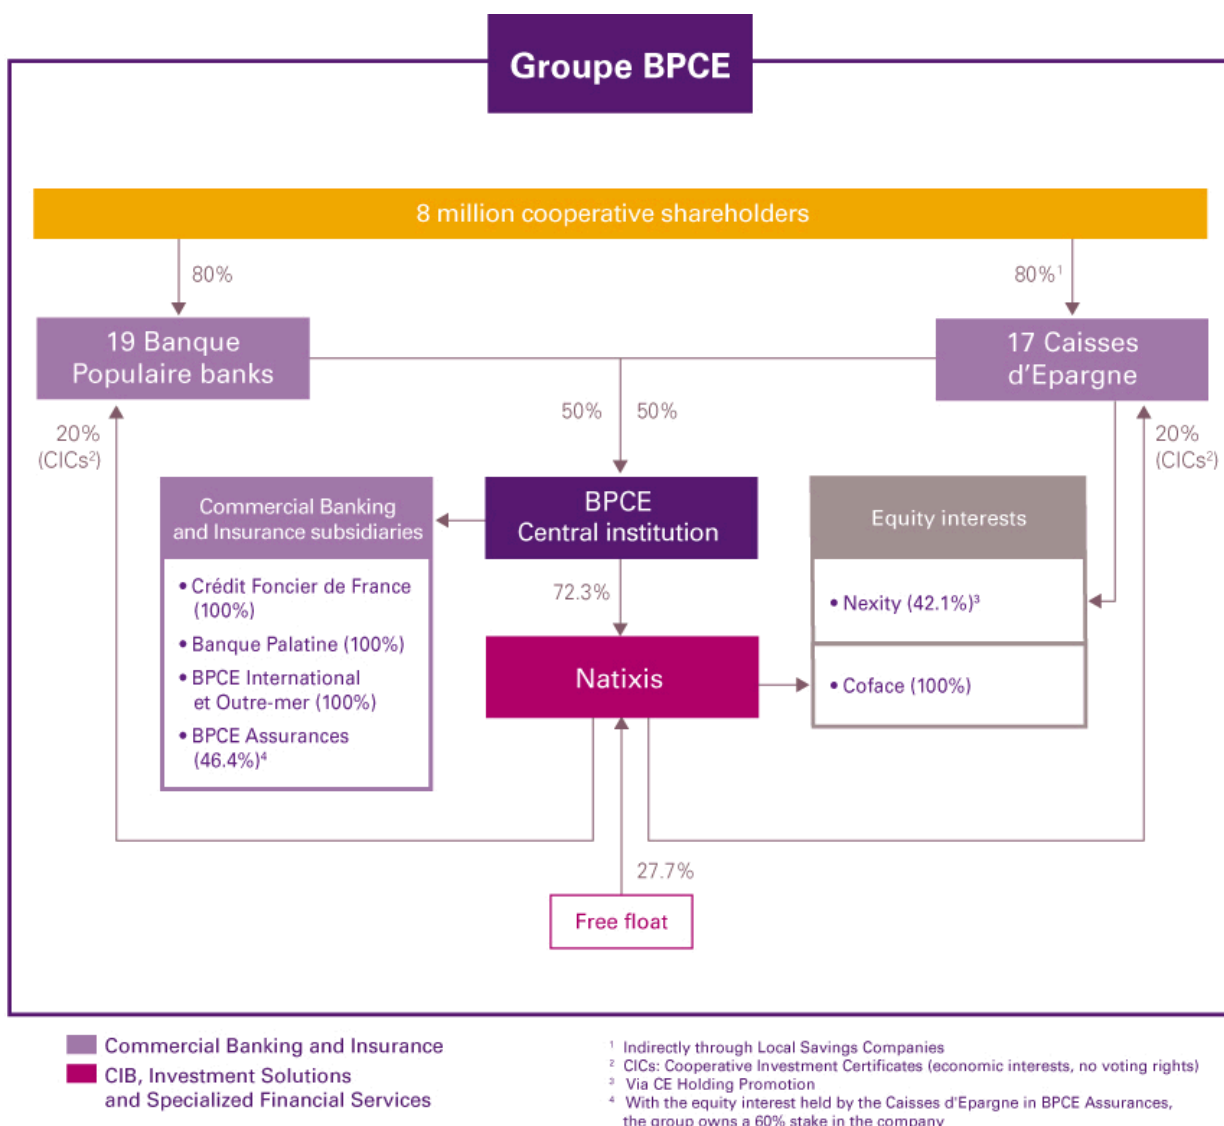 Groupe BPCE
8 million cooperative shareholders
80%
80%¹
19 Banque
Populaire banks
17 Caisses
d'Epargne
50%
50%
20%
(CICs²)
20%
(CICs²)
Commercial Banking
and Insurance subsidiaries
• Crédit Foncier de France
(100%)
• Banque Palatine (100%)
• BPCE International
et Outre-mer (100%)
• BPCE Assurances
(46.4%)⁴
BPCE
Central institution
72.3%
Natixis
Equity interests
• Nexity (42.1%)³
• Coface (100%)
27.7%
Free float
Commercial Banking and Insurance
CIB, Investment Solutions
and Specialized Financial Services
¹ Indirectly through Local Savings Companies
² CICs: Cooperative Investment Certificates (economic interests, no voting rights)
³ Via CE Holding Promotion
⁴ With the equity interest held by the Caisses d'Epargne in BPCE Assurances,
the group owns a 60% stake in the company